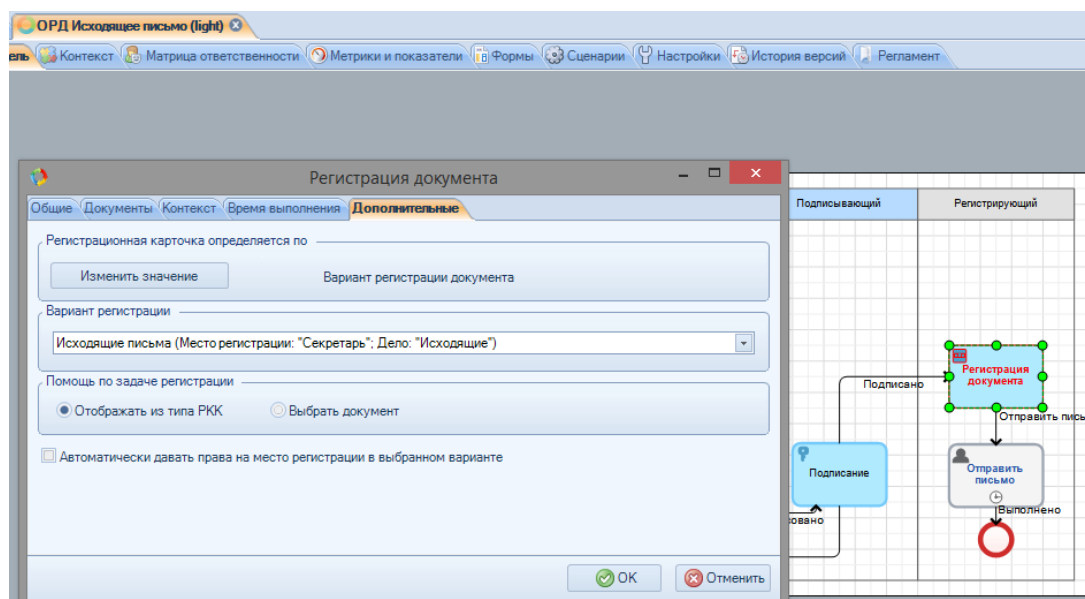 ОРД Исходящее письмо (light)
Контекст Матрица ответственности Метрики и показатели Формы Сценарии Настройки История версий Регламент
Регистрация документа
Общие Документы Контекст Время выполнения Дополнительные
Регистрационная карточка определяется по
Изменить значение Вариант регистрации документа
Вариант регистрации
Исходящие письма (Место регистрации: "Секретарь"; Дело: "Исходящие")
Помощь по задаче регистрации
Отображать из типа РКК Выбрать документ
Автоматически давать права на место регистрации в выбранном варианте
OK Отменить
Подписывающий Регистрирующий
Регистрация
документа
Подписано
Отправить пись
Подписание
Отправить
письмо
Выполнено
совано